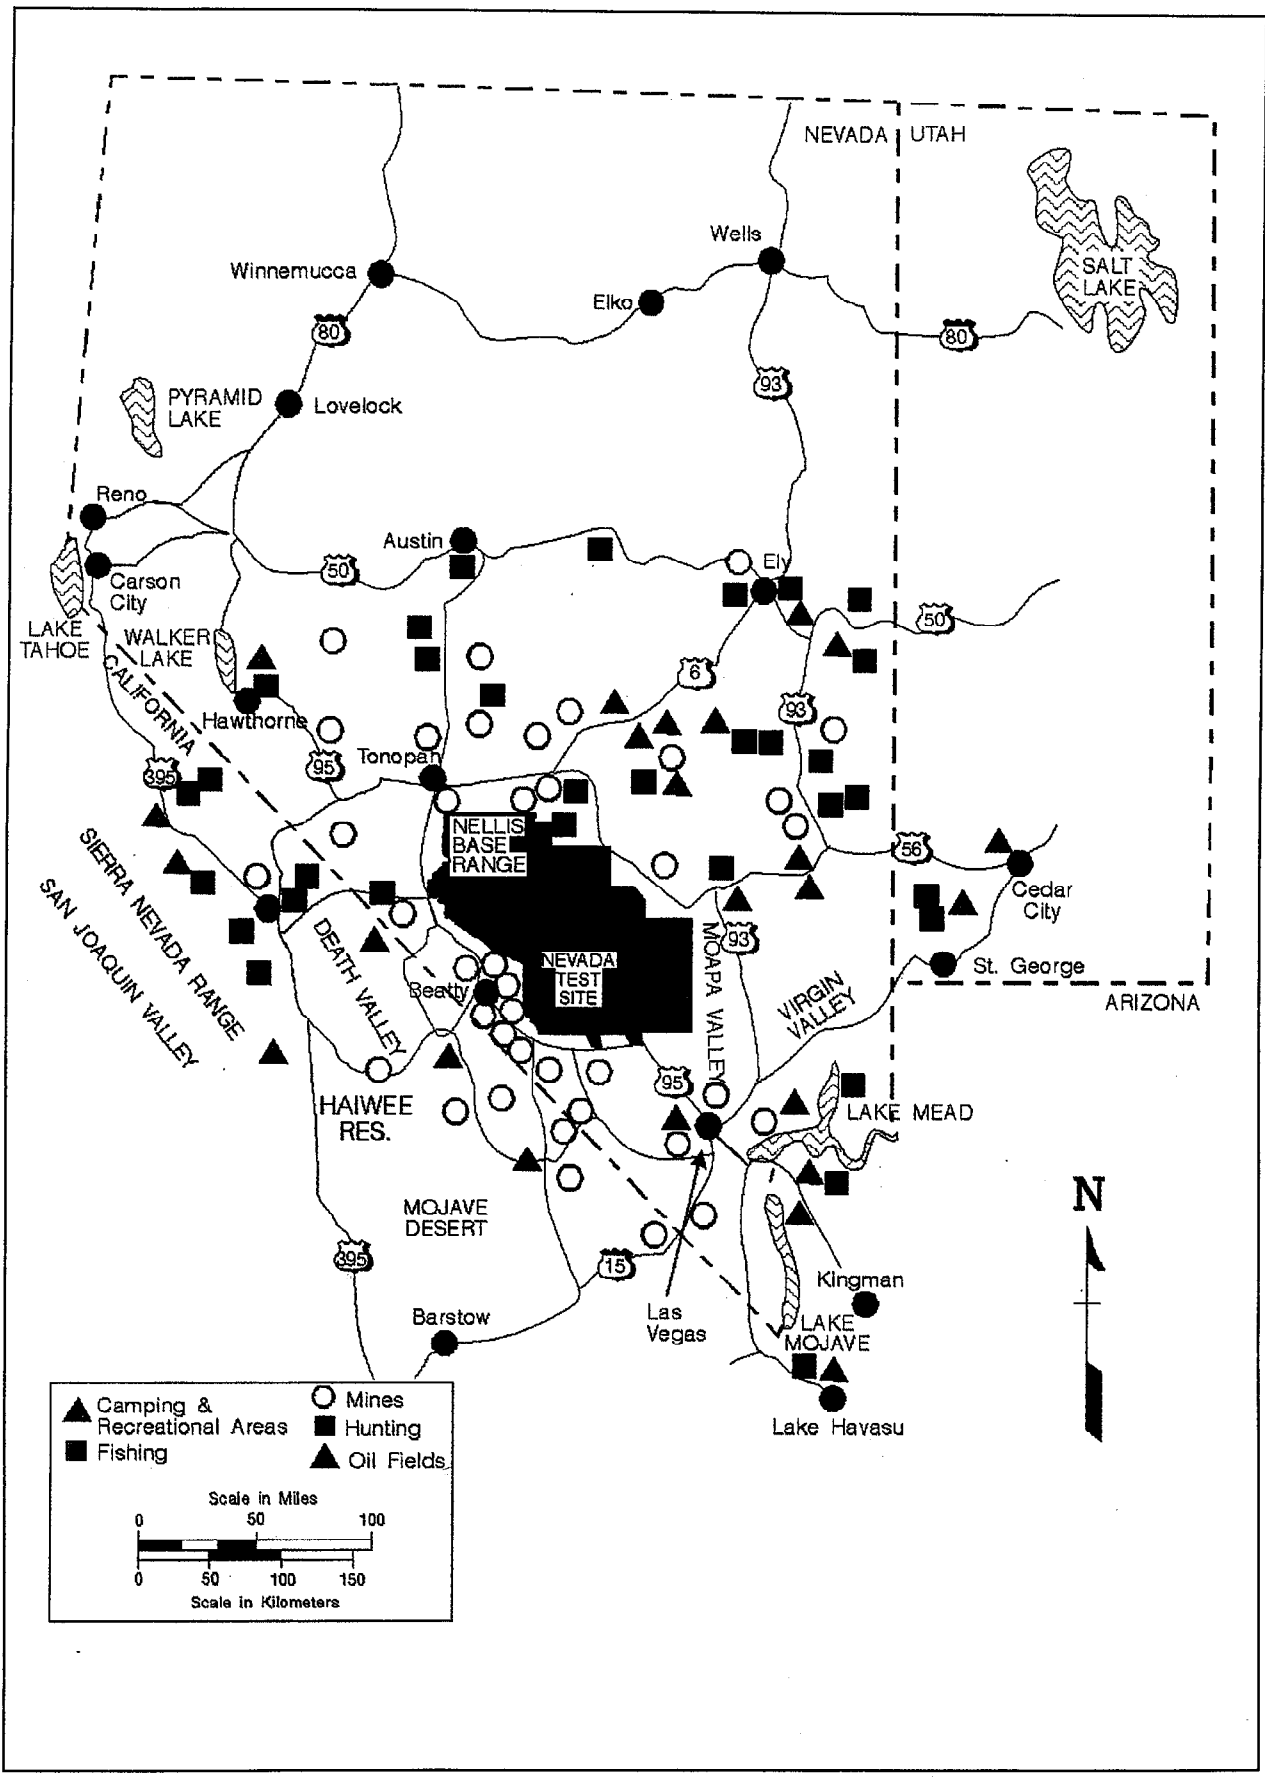 NEVADA
UTAH
Wells
Winnemucca
SALT
LAKE
Elko
80
80
93
PYRAMID
LAKE
Lovelock
Reno
Austin
Ely
50
Carson
City
50
LAKE
TAHOE
WALKER
LAKE
CALIFORNIA
6
93
Hawthorne
Tonopah
395
95
NELLIS
BASE
RANGE
56
SIERRA NEVADA RANGE
SAN JOAQUIN VALLEY
Cedar
City
DEATH VALLEY
MOAPA VALLEY
93
NEVADA
TEST
SITE
St. George
Beatty
VIRGIN
VALLEY
ARIZONA
95
HAIWEE
RES.
LAKE MEAD
MOJAVE
DESERT
N
395
15
Kingman
Las
Vegas
Barstow
LAKE
MOJAVE
Lake Havasu
Camping &
Recreational Areas
Fishing
Mines
Hunting
Oil Fields
Scale in Miles
0 50 100
0 50 100 150
Scale in Kilometers